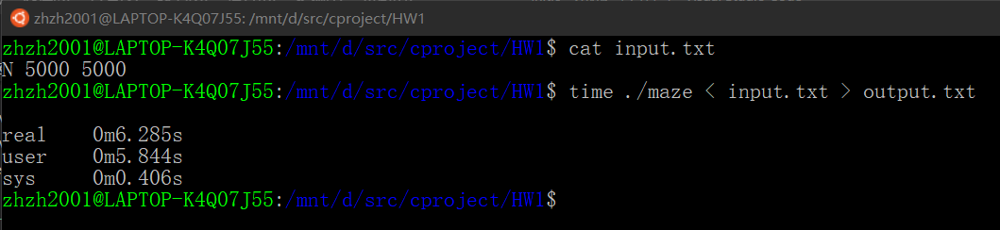 zhzh2001@LAPTOP-K4Q07J55: /mnt/d/src/cproject/HW1
zhzh2001@LAPTOP-K4Q07J55:/mnt/d/src/cproject/HW1$ cat input.txt
N 5000 5000
zhzh2001@LAPTOP-K4Q07J55:/mnt/d/src/cproject/HW1$ time ./maze < input.txt > output.txt
real 0m6.285s
user 0m5.844s
sys 0m0.406s
zhzh2001@LAPTOP-K4Q07J55:/mnt/d/src/cproject/HW1$